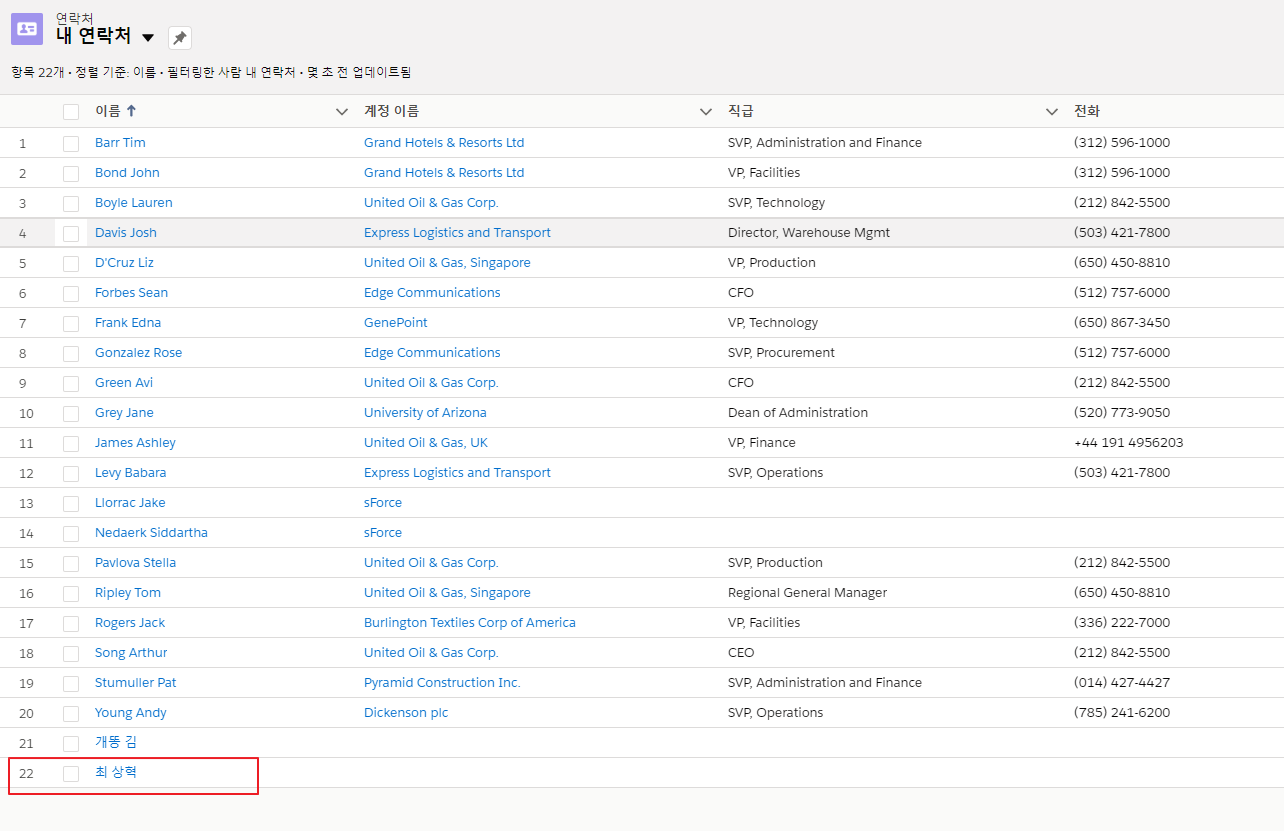 연락처
내 연락처
항목 22개 • 정렬 기준: 이름 • 필터링한 사람 내 연락처 • 몇 초 전 업데이트됨
이름 계정 이름 직급 전화
1 Barr Tim Grand Hotels & Resorts Ltd SVP, Administration and Finance (312) 596-1000
2 Bond John Grand Hotels & Resorts Ltd VP, Facilities (312) 596-1000
3 Boyle Lauren United Oil & Gas Corp. SVP, Technology (212) 842-5500
4 Davis Josh Express Logistics and Transport Director, Warehouse Mgmt (503) 421-7800
5 D'Cruz Liz United Oil & Gas, Singapore VP, Production (650) 450-8810
6 Forbes Sean Edge Communications CFO (512) 757-6000
7 Frank Edna GenePoint VP, Technology (650) 867-3450
8 Gonzalez Rose Edge Communications SVP, Procurement (512) 757-6000
9 Green Avi United Oil & Gas Corp. CFO (212) 842-5500
10 Grey Jane University of Arizona Dean of Administration (520) 773-9050
11 James Ashley United Oil & Gas, UK VP, Finance +44 191 4956203
12 Levy Babara Express Logistics and Transport SVP, Operations (503) 421-7800
13 Llorrac Jake sForce
14 Nedaerk Siddartha sForce
15 Pavlova Stella United Oil & Gas Corp. SVP, Production (212) 842-5500
16 Ripley Tom United Oil & Gas, Singapore Regional General Manager (650) 450-8810
17 Rogers Jack Burlington Textiles Corp of America VP, Facilities (336) 222-7000
18 Song Arthur United Oil & Gas Corp. CEO (212) 842-5500
19 Stumuller Pat Pyramid Construction Inc. SVP, Administration and Finance (014) 427-4427
20 Young Andy Dickenson plc SVP, Operations (785) 241-6200
21 개똥 김
22 최 상혁